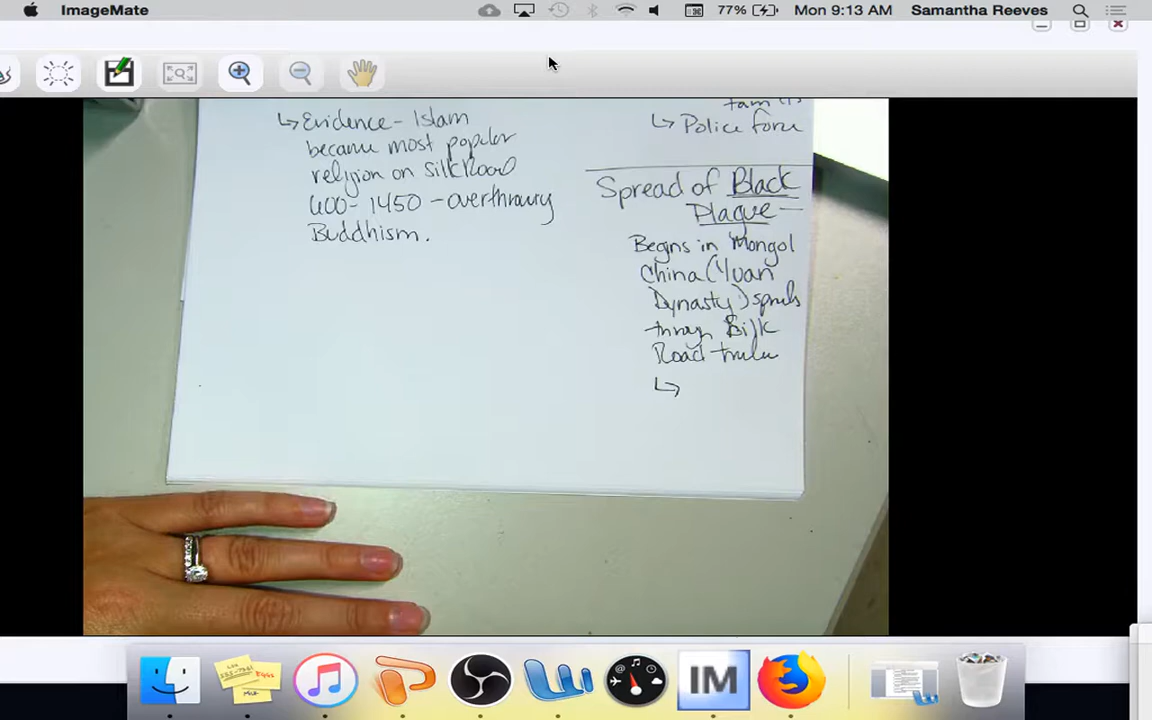 ImageMate
77%
Mon 9:13 AM
Samantha Reeves
↳ Evidence - Islam
became most popular
religion on Silk Road
600 - 1450 - overthrowing
Buddhism.
↳ Police force
Spread of Black
Plague -
Begins in Mongol
China (Yuan
Dynasty) spreads
through Silk
Road trade
↳
IM